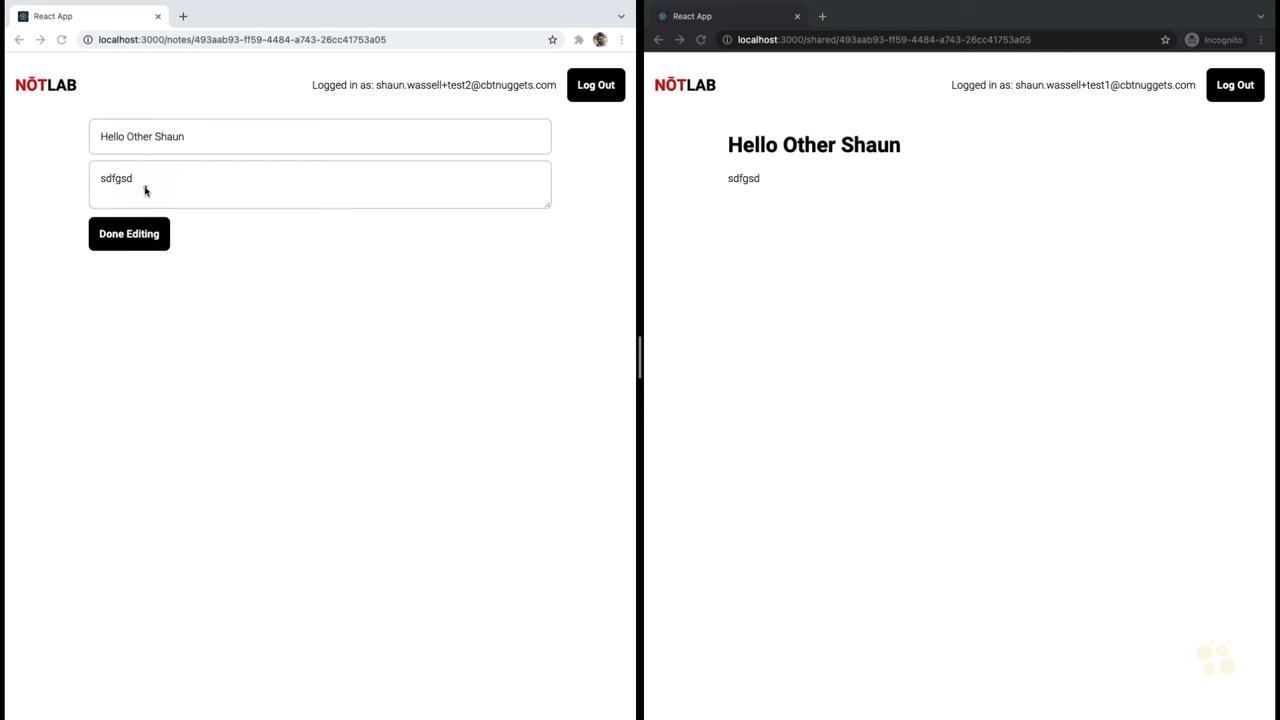 React App
localhost:3000/notes/493aab93-ff59-4484-a743-26cc41753a05
NŌTLAB
Logged in as: shaun.wassell+test2@cbtnuggets.com
Log Out
Hello Other Shaun
sdfgsd
Done Editing
React App
localhost:3000/shared/493aab93-ff59-4484-a743-26cc41753a05
Incognito
NŌTLAB
Logged in as: shaun.wassell+test1@cbtnuggets.com
Log Out
Hello Other Shaun
sdfgsd